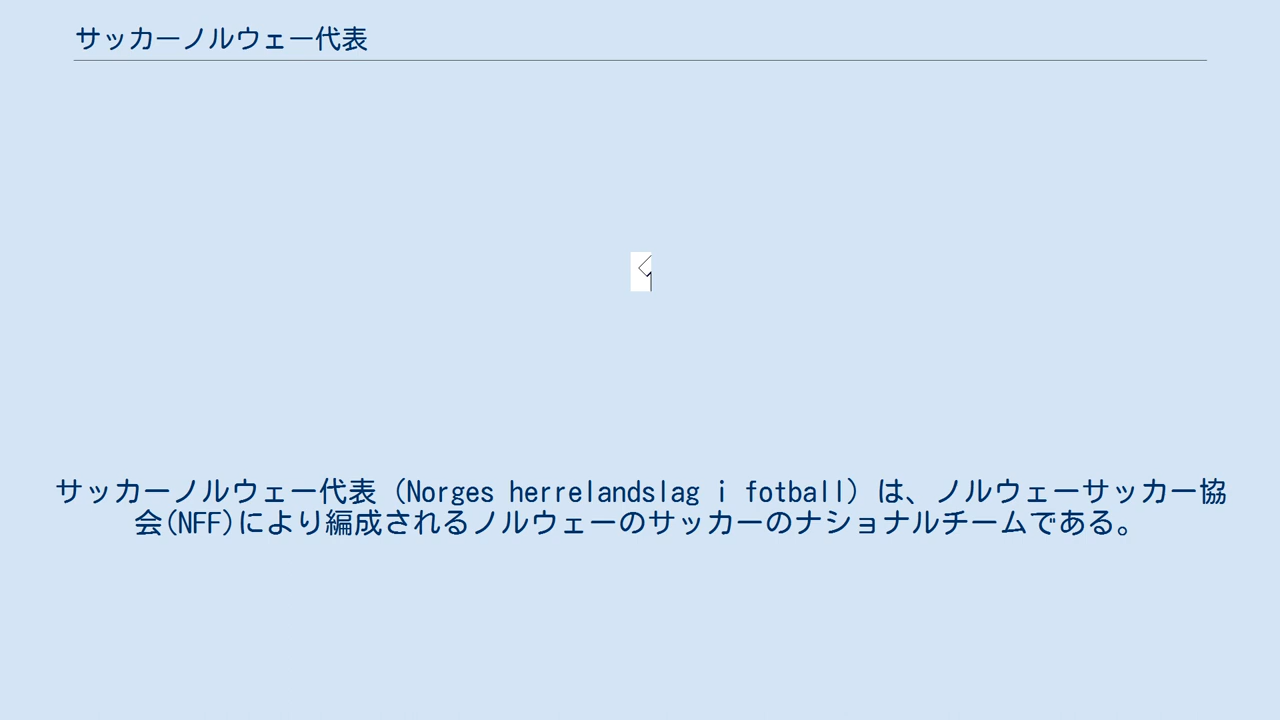 サッカーノルウェー代表
サッカーノルウェー代表（Norges herrelandslag i fotball）は、ノルウェーサッカー協
会(NFF)により編成されるノルウェーのサッカーのナショナルチームである。